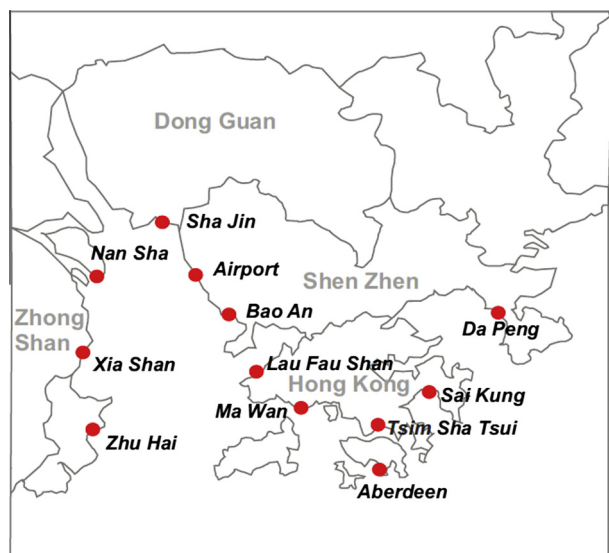 Dong Guan
Sha Jin
Nan Sha
Airport
Shen Zhen
Bao An
Zhong
Shan
Da Peng
Xia Shan
Lau Fau Shan
Hong Kong
Sai Kung
Ma Wan
Tsim Sha Tsui
Zhu Hai
Aberdeen